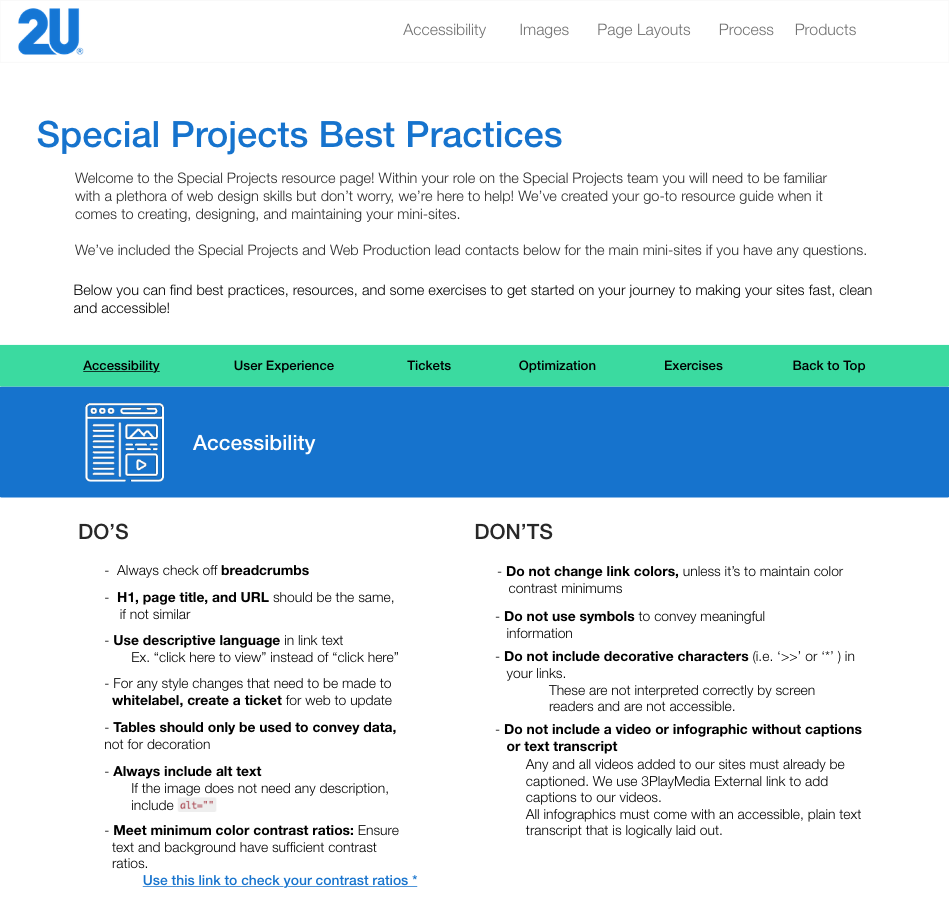 2U®
Accessibility Images Page Layouts Process Products
Special Projects Best Practices
Welcome to the Special Projects resource page! Within your role on the Special Projects team you will need to be familiar
with a plethora of web design skills but don’t worry, we’re here to help! We’ve created your go-to resource guide when it
comes to creating, designing, and maintaining your mini-sites.
We’ve included the Special Projects and Web Production lead contacts below for the main mini-sites if you have any questions.
Below you can find best practices, resources, and some exercises to get started on your journey to making your sites fast, clean
and accessible!
Accessibility User Experience Tickets Optimization Exercises Back to Top
Accessibility
DO’S
- Always check off breadcrumbs
- H1, page title, and URL should be the same,
if not similar
- Use descriptive language in link text
Ex. “click here to view” instead of “click here”
- For any style changes that need to be made to
whitelabel, create a ticket for web to update
- Tables should only be used to convey data,
not for decoration
- Always include alt text
If the image does not need any description,
include alt=""
- Meet minimum color contrast ratios: Ensure
text and background have sufficient contrast
ratios.
Use this link to check your contrast ratios *
DON’TS
- Do not change link colors, unless it’s to maintain color
contrast minimums
- Do not use symbols to convey meaningful
information
- Do not include decorative characters (i.e. ‘>>’ or ‘*’ ) in
your links.
These are not interpreted correctly by screen
readers and are not accessible.
- Do not include a video or infographic without captions
or text transcript
Any and all videos added to our sites must already be
captioned. We use 3PlayMedia External link to add
captions to our videos.
All infographics must come with an accessible, plain text
transcript that is logically laid out.